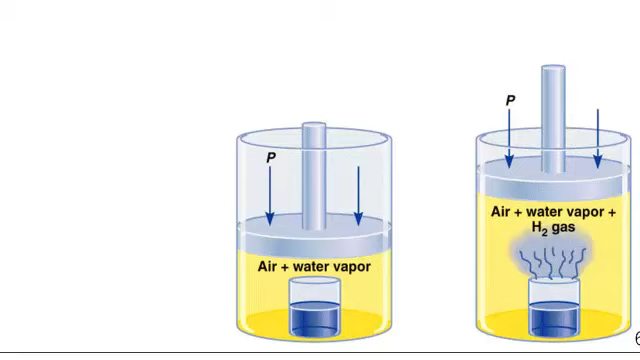 P
Air + water vapor
P
Air + water vapor +
H₂ gas
6